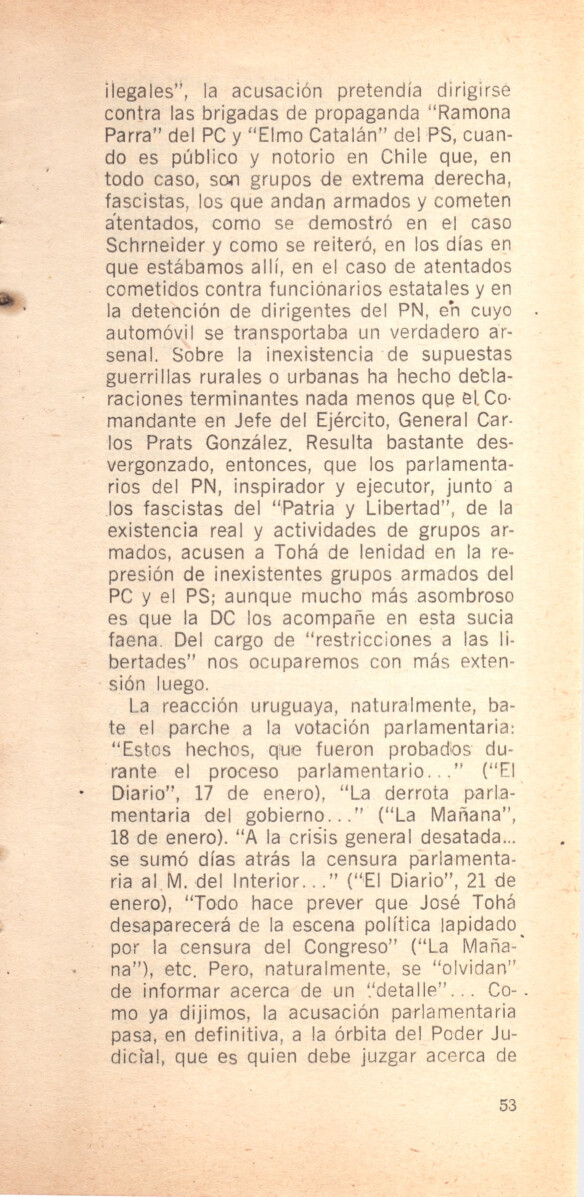 ilegales”, la acusación pretendía dirigirse
contra las brigadas de propaganda “Ramona
Parra” del PC y “Elmo Catalán” del PS, cuan-
do es público y notorio en Chile que, en
todo caso, son grupos de extrema derecha,
fascistas, los que andan armados y cometen
atentados, como se demostró en el caso
Schrneider y como se reiteró, en los días en
que estábamos allí, en el caso de atentados
cometidos contra funciónarios estatales y en
la detención de dirigentes del PN, en cuyo
automóvil se transportaba un verdadero ar-
senal. Sobre la inexistencia de supuestas
guerrillas rurales o urbanas ha hecho decla-
raciones terminantes nada menos que el Co-
mandante en Jefe del Ejército, General Car-
los Prats González. Resulta bastante des-
vergonzado, entonces, que los parlamenta-
rios del PN, inspirador y ejecutor, junto a
los fascistas del “Patria y Libertad”, de la
existencia real y actividades de grupos ar-
mados, acusen a Tohá de lenidad en la re-
presión de inexistentes grupos armados del
PC y el PS; aunque mucho más asombroso
es que la DC los acompañe en esta sucia
faena. Del cargo de “restricciones a las li-
bertades” nos ocuparemos con más exten-
sión luego.
La reacción uruguaya, naturalmente, ba-
te el parche a la votación parlamentaria:
“Estos hechos, que fueron probados du-
rante el proceso parlamentario...” (“El
Diario”, 17 de enero), “La derrota parla-
mentaria del gobierno...” (“La Mañana”,
18 de enero). “A la crisis general desatada...
se sumó días atrás la censura parlamenta-
ria al M. del Interior...” (“El Diario”, 21 de
enero), “Todo hace prever que José Tohá
desaparecerá de la escena política lapidado
por la censura del Congreso” (“La Maña-
na”), etc. Pero, naturalmente, se “olvidan”
de informar acerca de un “detalle”... Co-
mo ya dijimos, la acusación parlamentaria
pasa, en definitiva, a la órbita del Poder Ju-
dicial, que es quien debe juzgar acerca de
53